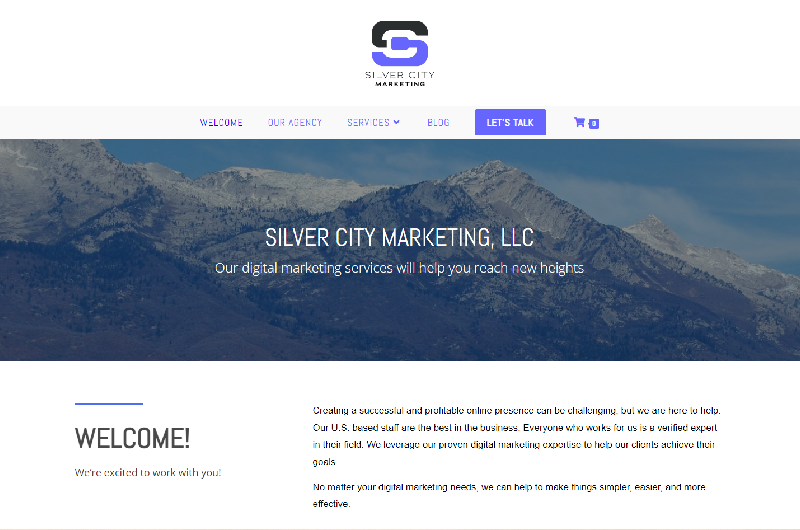 SILVER CITY
MARKETING
WELCOME OUR AGENCY SERVICES BLOG LET'S TALK 0
SILVER CITY MARKETING, LLC
Our digital marketing services will help you reach new heights
WELCOME!
We're excited to work with you!
Creating a successful and profitable online presence can be challenging, but we are here to help.
Our U.S. based staff are the best in the business. Everyone who works for us is a verified expert
in their field. We leverage our proven digital marketing expertise to help our clients achieve their
goals.
No matter your digital marketing needs, we can help to make things simpler, easier, and more
effective.